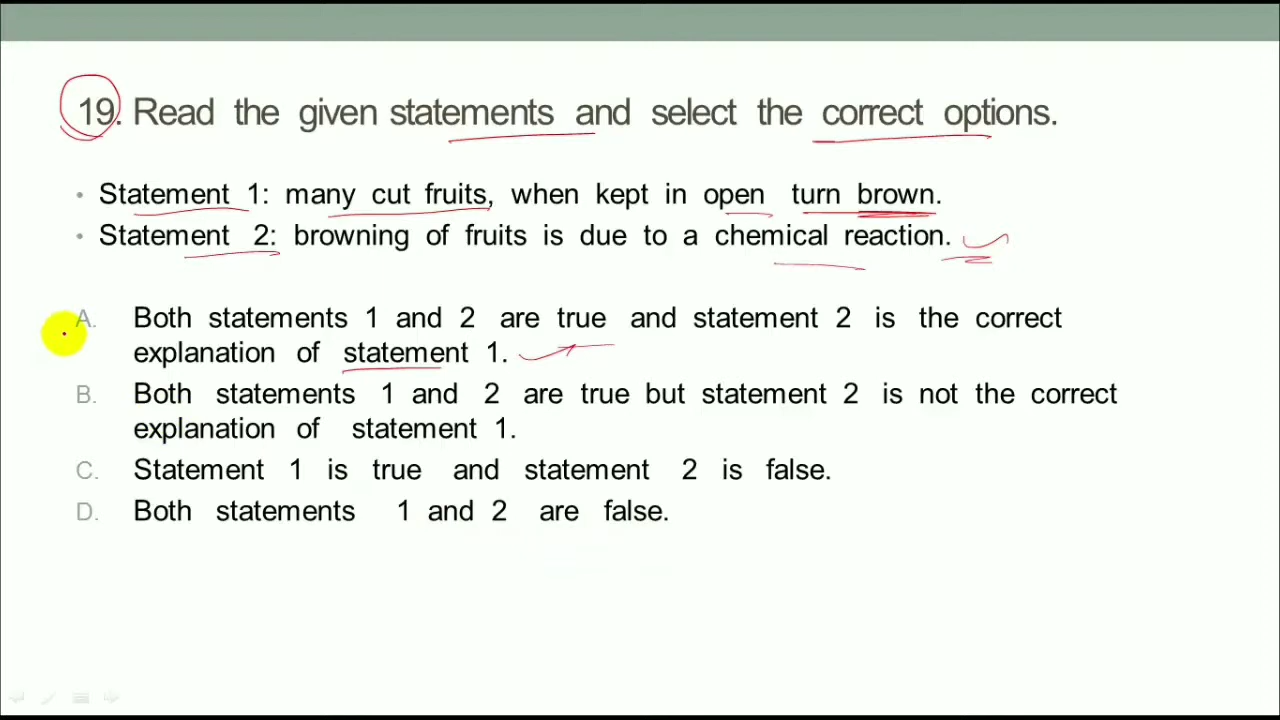 19. Read the given statements and select the correct options.
• Statement 1: many cut fruits, when kept in open turn brown.
• Statement 2: browning of fruits is due to a chemical reaction.
A. Both statements 1 and 2 are true and statement 2 is the correct
explanation of statement 1.
B. Both statements 1 and 2 are true but statement 2 is not the correct
explanation of statement 1.
C. Statement 1 is true and statement 2 is false.
D. Both statements 1 and 2 are false.